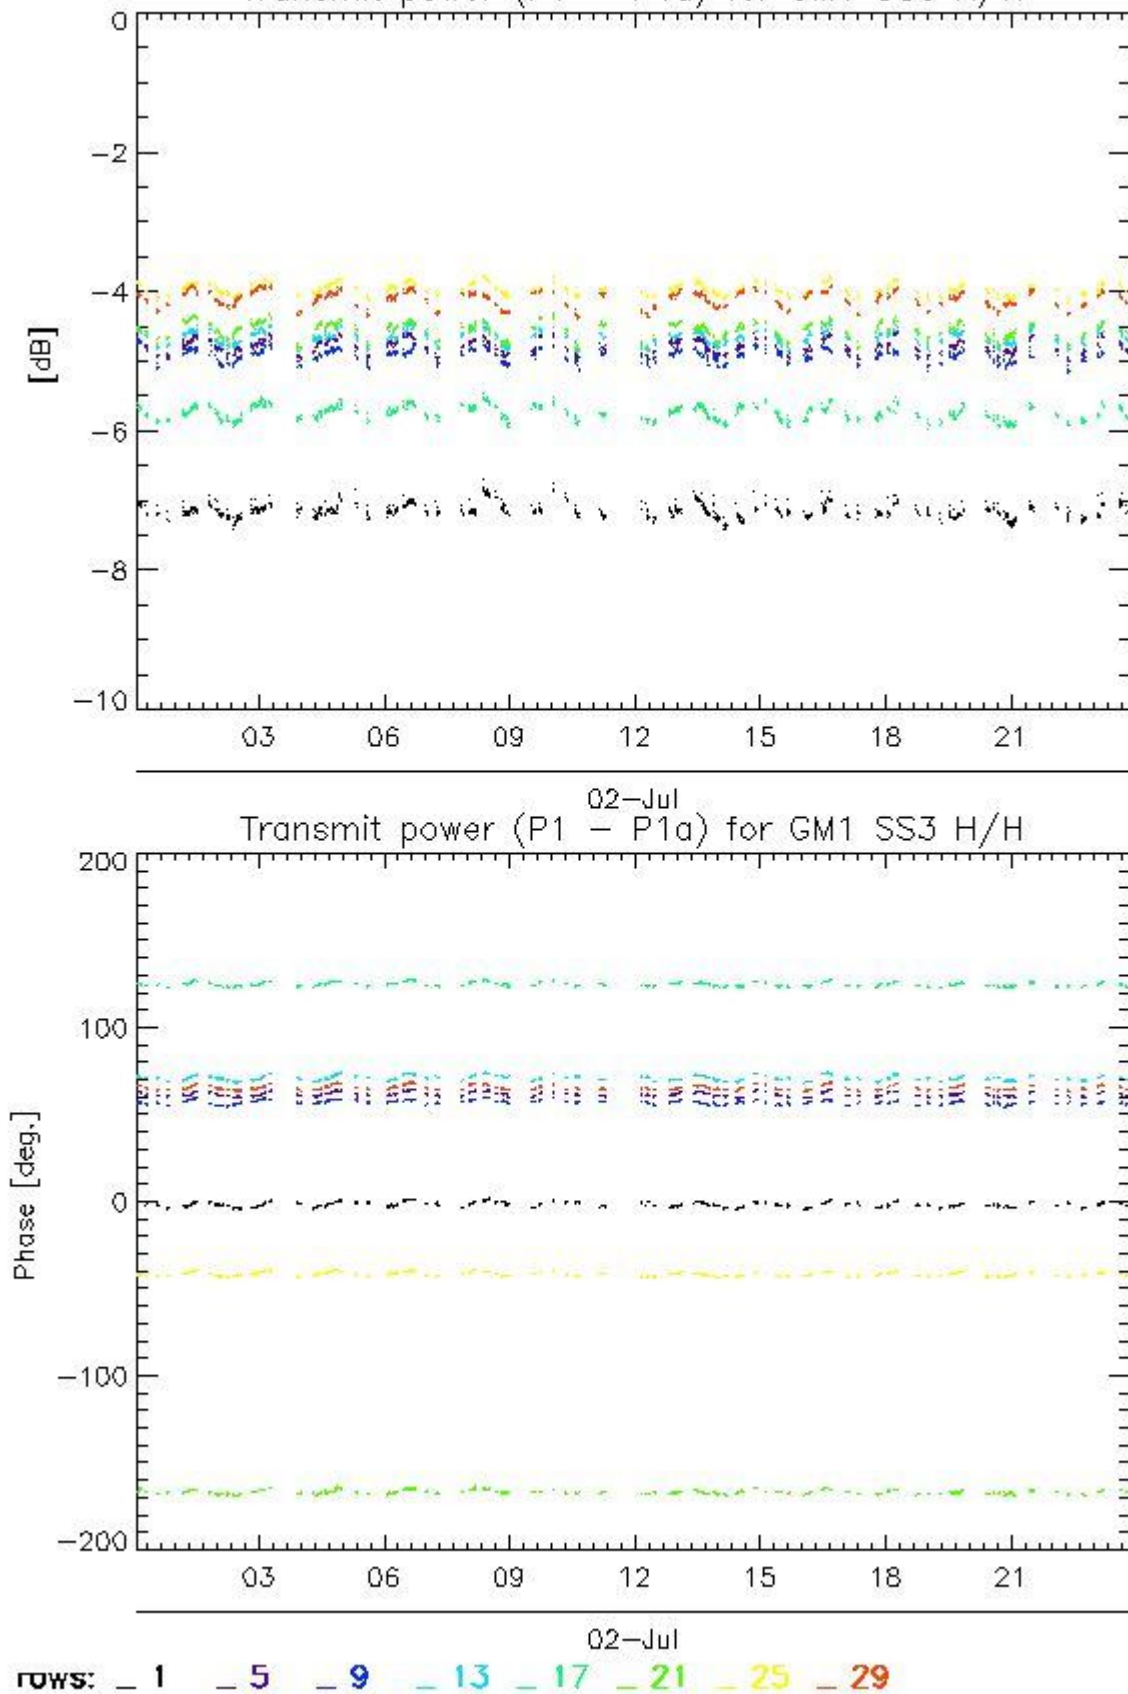 0
−2
−4
−6
−8
−10
[dB]
03 06 09 12 15 18 21
02−Jul
Transmit power (P1 − P1a) for GM1 SS3 H/H
200
100
0
−100
−200
Phase [deg.]
03 06 09 12 15 18 21
02−Jul
rows: _ 1 _ 5 _ 9 _ 13 _ 17 _ 21 _ 25 _ 29